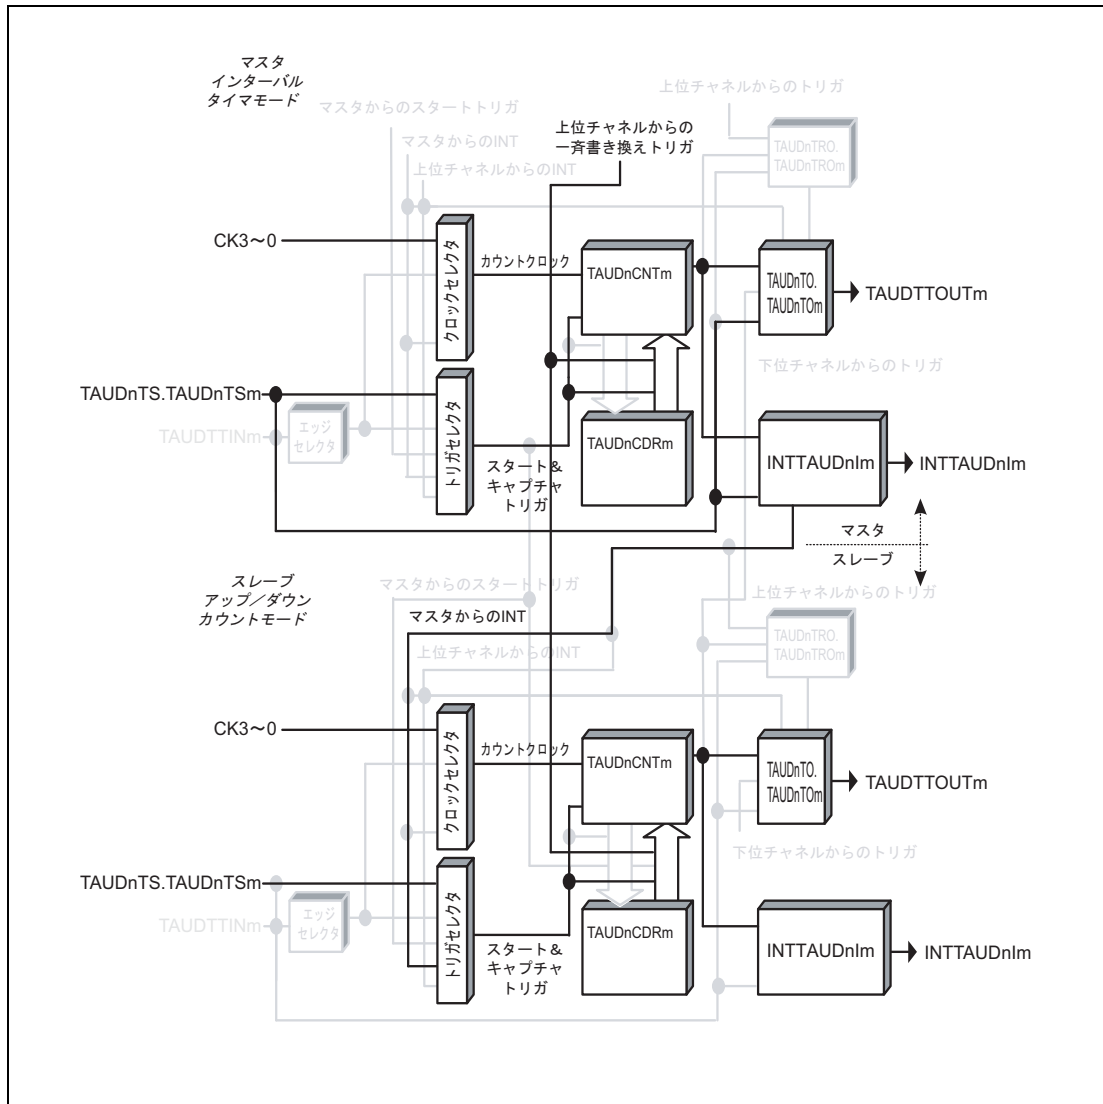 マスタ
インターバル
タイマモード
マスタからのスタートトリガ
マスタからのINT
上位チャネルからのINT
上位チャネルからの
一斉書き換えトリガ
上位チャネルからのトリガ
TAUDnTRO.
TAUDnTROm
CK3～0
クロックセレクタ
カウントクロック
TAUDnCNTm
TAUDnTO.
TAUDnTOm
TAUDTTOUTm
下位チャネルからのトリガ
TAUDnTS.TAUDnTSm
TAUDTTINm
エッジ
セレクタ
トリガセレクタ
スタート＆
キャプチャ
トリガ
TAUDnCDRm
INTTAUDnIm
INTTAUDnIm
マスタ
スレーブ
スレーブ
アップ／ダウン
カウントモード
マスタからのスタートトリガ
マスタからのINT
上位チャネルからのINT
上位チャネルからのトリガ
TAUDnTRO.
TAUDnTROm
CK3～0
クロックセレクタ
カウントクロック
TAUDnCNTm
TAUDnTO.
TAUDnTOm
TAUDTTOUTm
下位チャネルからのトリガ
TAUDnTS.TAUDnTSm
TAUDTTINm
エッジ
セレクタ
トリガセレクタ
スタート＆
キャプチャ
トリガ
TAUDnCDRm
INTTAUDnIm
INTTAUDnIm